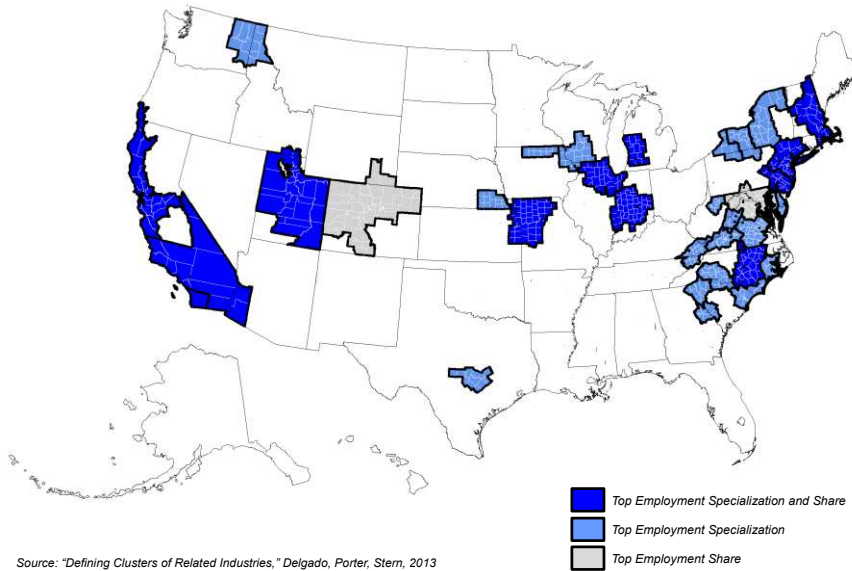 Top Employment Specialization and Share
Top Employment Specialization
Top Employment Share
Source: “Defining Clusters of Related Industries,” Delgado, Porter, Stern, 2013